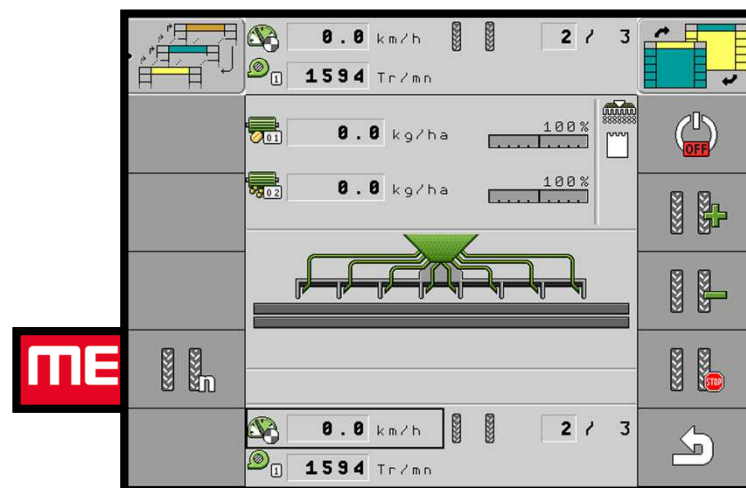 0.0 km/h 2 / 3
1 1594 Tr/mn
01 0.0 kg/ha 100%
OFF
02 0.0 kg/ha 100%
ME
n
STOP
0.0 km/h 2 / 3
1 1594 Tr/mn